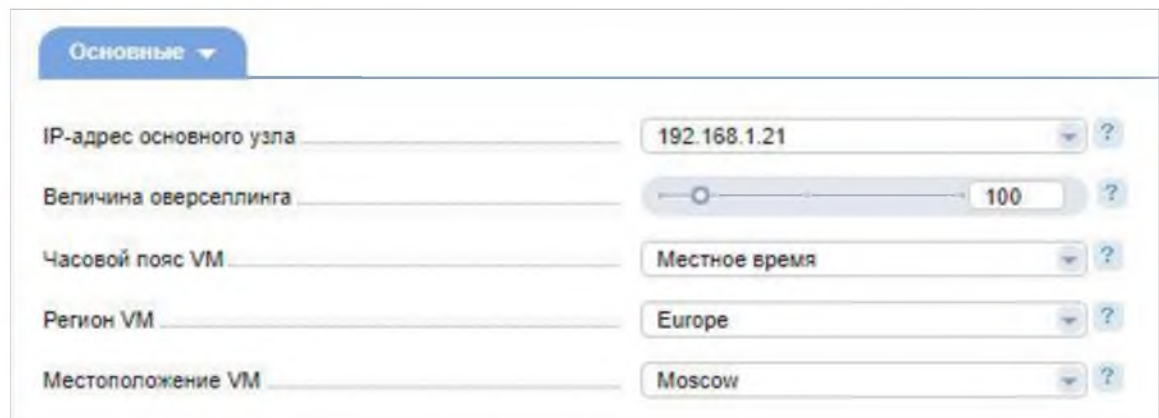 Основные
IP-адрес основного узла 192.168.1.21 ?
Величина оверселлинга 100 ?
Часовой пояс VM Местное время ?
Регион VM Europe ?
Местоположение VM Moscow ?